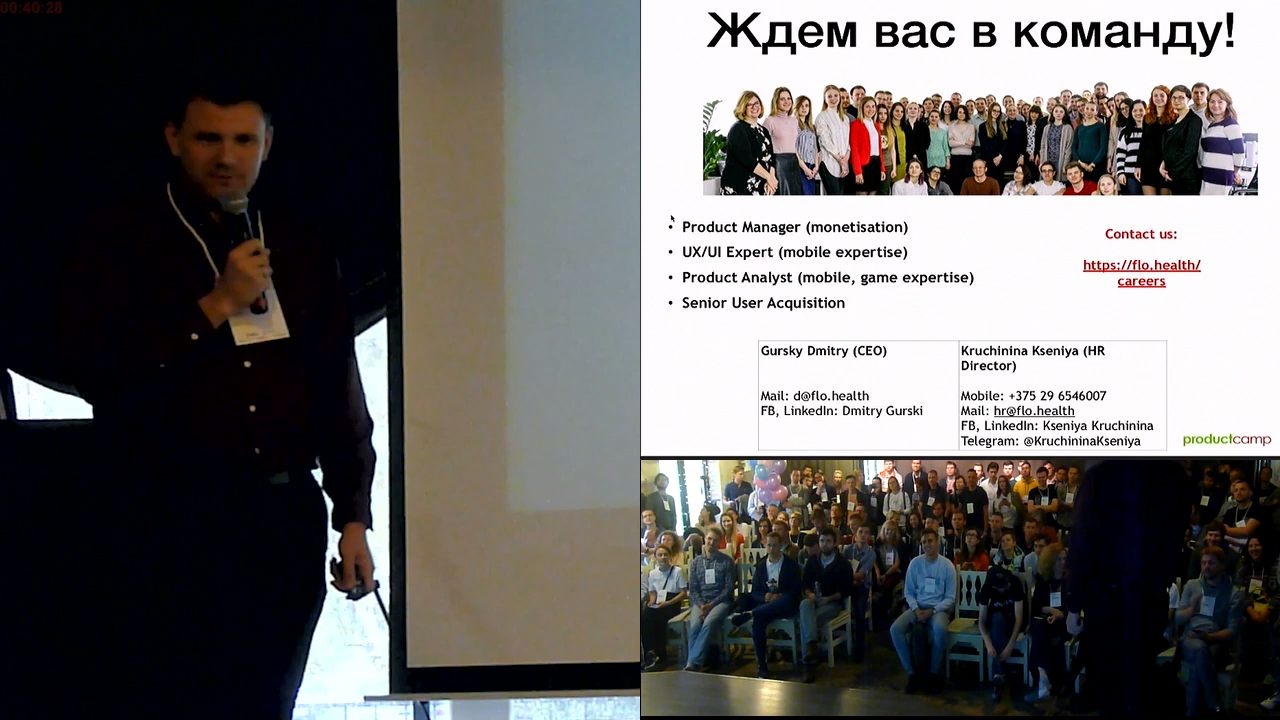 00:40:28
Ждем вас в команду!
• Product Manager (monetisation)
• UX/UI Expert (mobile expertise)
• Product Analyst (mobile, game expertise)
• Senior User Acquisition
Contact us:
https://flo.health/
careers
Gursky Dmitry (CEO)
Mail: d@flo.health
FB, LinkedIn: Dmitry Gurski
Kruchinina Kseniya (HR
Director)
Mobile: +375 29 6546007
Mail: hr@flo.health
FB, LinkedIn: Kseniya Kruchinina
Telegram: @KruchininaKseniya
productcamp